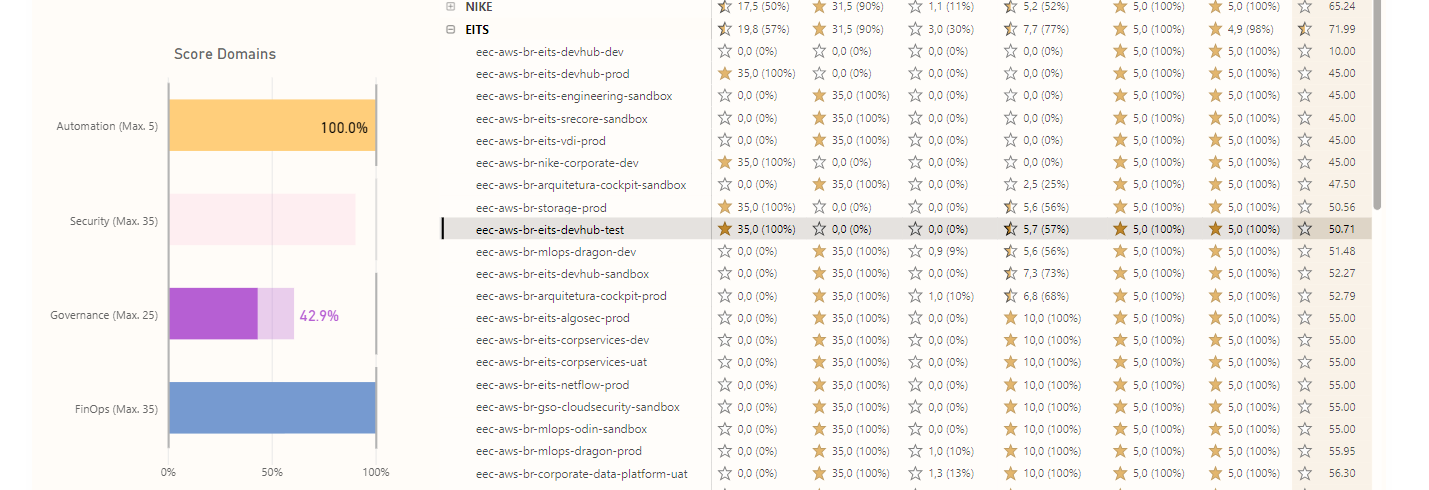 NIKE 17,5 (50%) 31,5 (90%) 1,1 (11%) 5,2 (52%) 5,0 (100%) 5,0 (100%) 65.24
EITS 19,8 (57%) 31,5 (90%) 3,0 (30%) 7,7 (77%) 5,0 (100%) 4,9 (98%) 71.99
eec-aws-br-eits-devhub-dev 0,0 (0%) 0,0 (0%) 0,0 (0%) 0,0 (0%) 5,0 (100%) 5,0 (100%) 10.00
eec-aws-br-eits-devhub-prod 35,0 (100%) 0,0 (0%) 0,0 (0%) 0,0 (0%) 5,0 (100%) 5,0 (100%) 45.00
eec-aws-br-eits-engineering-sandbox 0,0 (0%) 35,0 (100%) 0,0 (0%) 0,0 (0%) 5,0 (100%) 5,0 (100%) 45.00
eec-aws-br-eits-srecore-sandbox 0,0 (0%) 35,0 (100%) 0,0 (0%) 0,0 (0%) 5,0 (100%) 5,0 (100%) 45.00
eec-aws-br-eits-vdi-prod 0,0 (0%) 35,0 (100%) 0,0 (0%) 0,0 (0%) 5,0 (100%) 5,0 (100%) 45.00
eec-aws-br-nike-corporate-dev 35,0 (100%) 0,0 (0%) 0,0 (0%) 0,0 (0%) 5,0 (100%) 5,0 (100%) 45.00
eec-aws-br-arquitetura-cockpit-sandbox 0,0 (0%) 35,0 (100%) 0,0 (0%) 2,5 (25%) 5,0 (100%) 5,0 (100%) 47.50
eec-aws-br-storage-prod 35,0 (100%) 0,0 (0%) 0,0 (0%) 5,6 (56%) 5,0 (100%) 5,0 (100%) 50.56
eec-aws-br-eits-devhub-test 35,0 (100%) 0,0 (0%) 0,0 (0%) 5,7 (57%) 5,0 (100%) 5,0 (100%) 50.71
eec-aws-br-mlops-dragon-dev 0,0 (0%) 35,0 (100%) 0,9 (9%) 5,6 (56%) 5,0 (100%) 5,0 (100%) 51.48
eec-aws-br-eits-devhub-sandbox 0,0 (0%) 35,0 (100%) 0,0 (0%) 7,3 (73%) 5,0 (100%) 5,0 (100%) 52.27
eec-aws-br-arquitetura-cockpit-prod 0,0 (0%) 35,0 (100%) 1,0 (10%) 6,8 (68%) 5,0 (100%) 5,0 (100%) 52.79
eec-aws-br-eits-algosec-prod 0,0 (0%) 35,0 (100%) 0,0 (0%) 10,0 (100%) 5,0 (100%) 5,0 (100%) 55.00
eec-aws-br-eits-corpservices-dev 0,0 (0%) 35,0 (100%) 0,0 (0%) 10,0 (100%) 5,0 (100%) 5,0 (100%) 55.00
eec-aws-br-eits-corpservices-uat 0,0 (0%) 35,0 (100%) 0,0 (0%) 10,0 (100%) 5,0 (100%) 5,0 (100%) 55.00
eec-aws-br-eits-netflow-prod 0,0 (0%) 35,0 (100%) 0,0 (0%) 10,0 (100%) 5,0 (100%) 5,0 (100%) 55.00
eec-aws-br-gso-cloudsecurity-sandbox 0,0 (0%) 35,0 (100%) 0,0 (0%) 10,0 (100%) 5,0 (100%) 5,0 (100%) 55.00
eec-aws-br-mlops-odin-sandbox 0,0 (0%) 35,0 (100%) 0,0 (0%) 10,0 (100%) 5,0 (100%) 5,0 (100%) 55.00
eec-aws-br-mlops-dragon-prod 0,0 (0%) 35,0 (100%) 1,0 (10%) 10,0 (100%) 5,0 (100%) 5,0 (100%) 55.95
eec-aws-br-corporate-data-platform-uat 0,0 (0%) 35,0 (100%) 1,3 (13%) 10,0 (100%) 5,0 (100%) 5,0 (100%) 56.30
Score Domains
Automation (Max. 5) 100.0%
Security (Max. 35)
Governance (Max. 25) 42.9%
FinOps (Max. 35)
0% 50% 100%